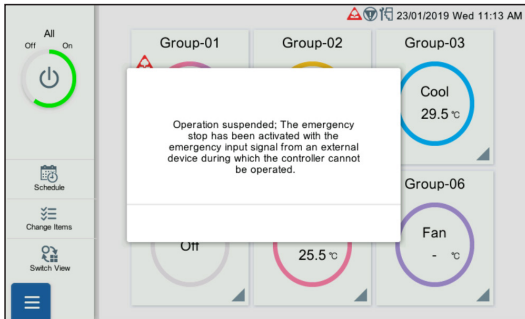 23/01/2019 Wed 11:13 AM
All
Off On
Schedule
Change Items
Switch View
Group-01
Group-02
Group-03
Cool
29.5 °C
Operation suspended; The emergency
stop has been activated with the
emergency input signal from an external
device during which the controller cannot
be operated.
Off
25.5 °C
Group-06
Fan
- °C